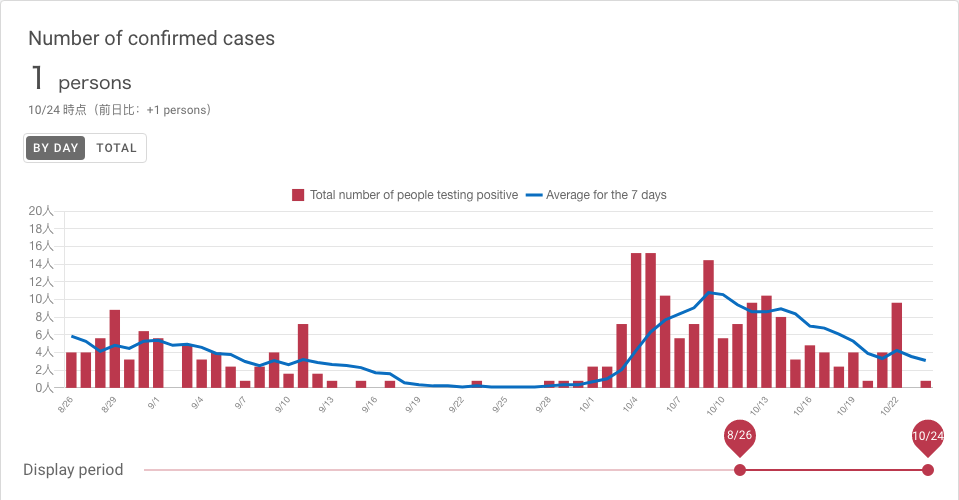 Number of confirmed cases
1 persons
10/24 時点（前日比：+1 persons）
BY DAY TOTAL
Total number of people testing positive Average for the 7 days
20人
18人
16人
14人
12人
10人
8人
6人
4人
2人
0人
8/26 8/29 9/1 9/4 9/7 9/10 9/13 9/16 9/19 9/22 9/25 9/28 10/1 10/4 10/7 10/10 10/13 10/16 10/19 10/22
8/26 10/24
Display period